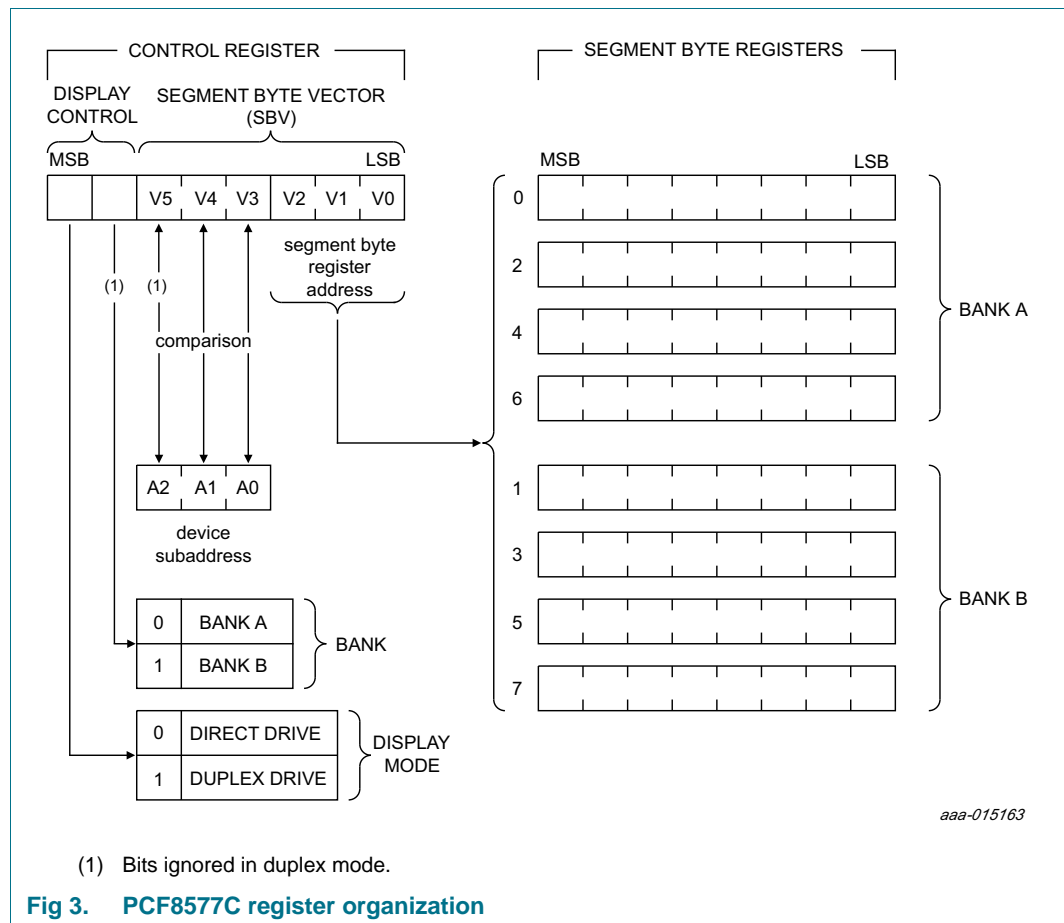 CONTROL REGISTER
DISPLAY CONTROL
SEGMENT BYTE VECTOR (SBV)
MSB LSB
V5 V4 V3 V2 V1 V0
(1) (1)
comparison
segment byte register address
A2 A1 A0
device subaddress
0 BANK A
1 BANK B
BANK
0 DIRECT DRIVE
1 DUPLEX DRIVE
DISPLAY MODE
SEGMENT BYTE REGISTERS
MSB LSB
0
2
4
6
BANK A
1
3
5
7
BANK B
aaa-015163
(1) Bits ignored in duplex mode.
Fig 3. PCF8577C register organization